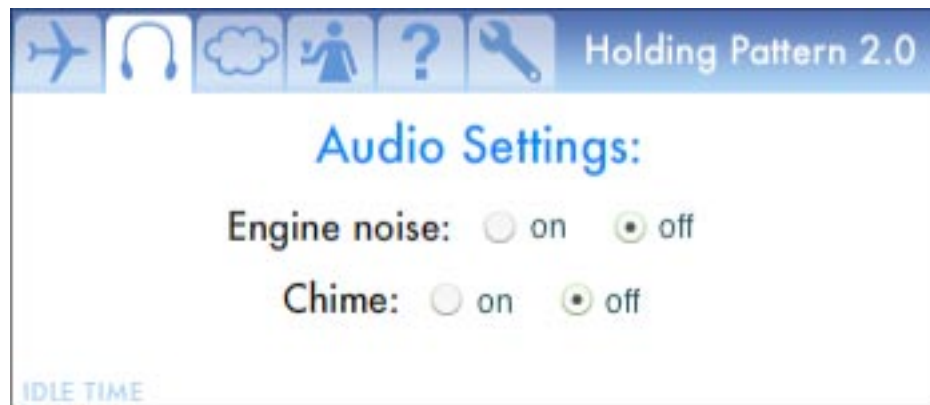 ? Holding Pattern 2.0
Audio Settings:
Engine noise: on off
Chime: on off
IDLE TIME